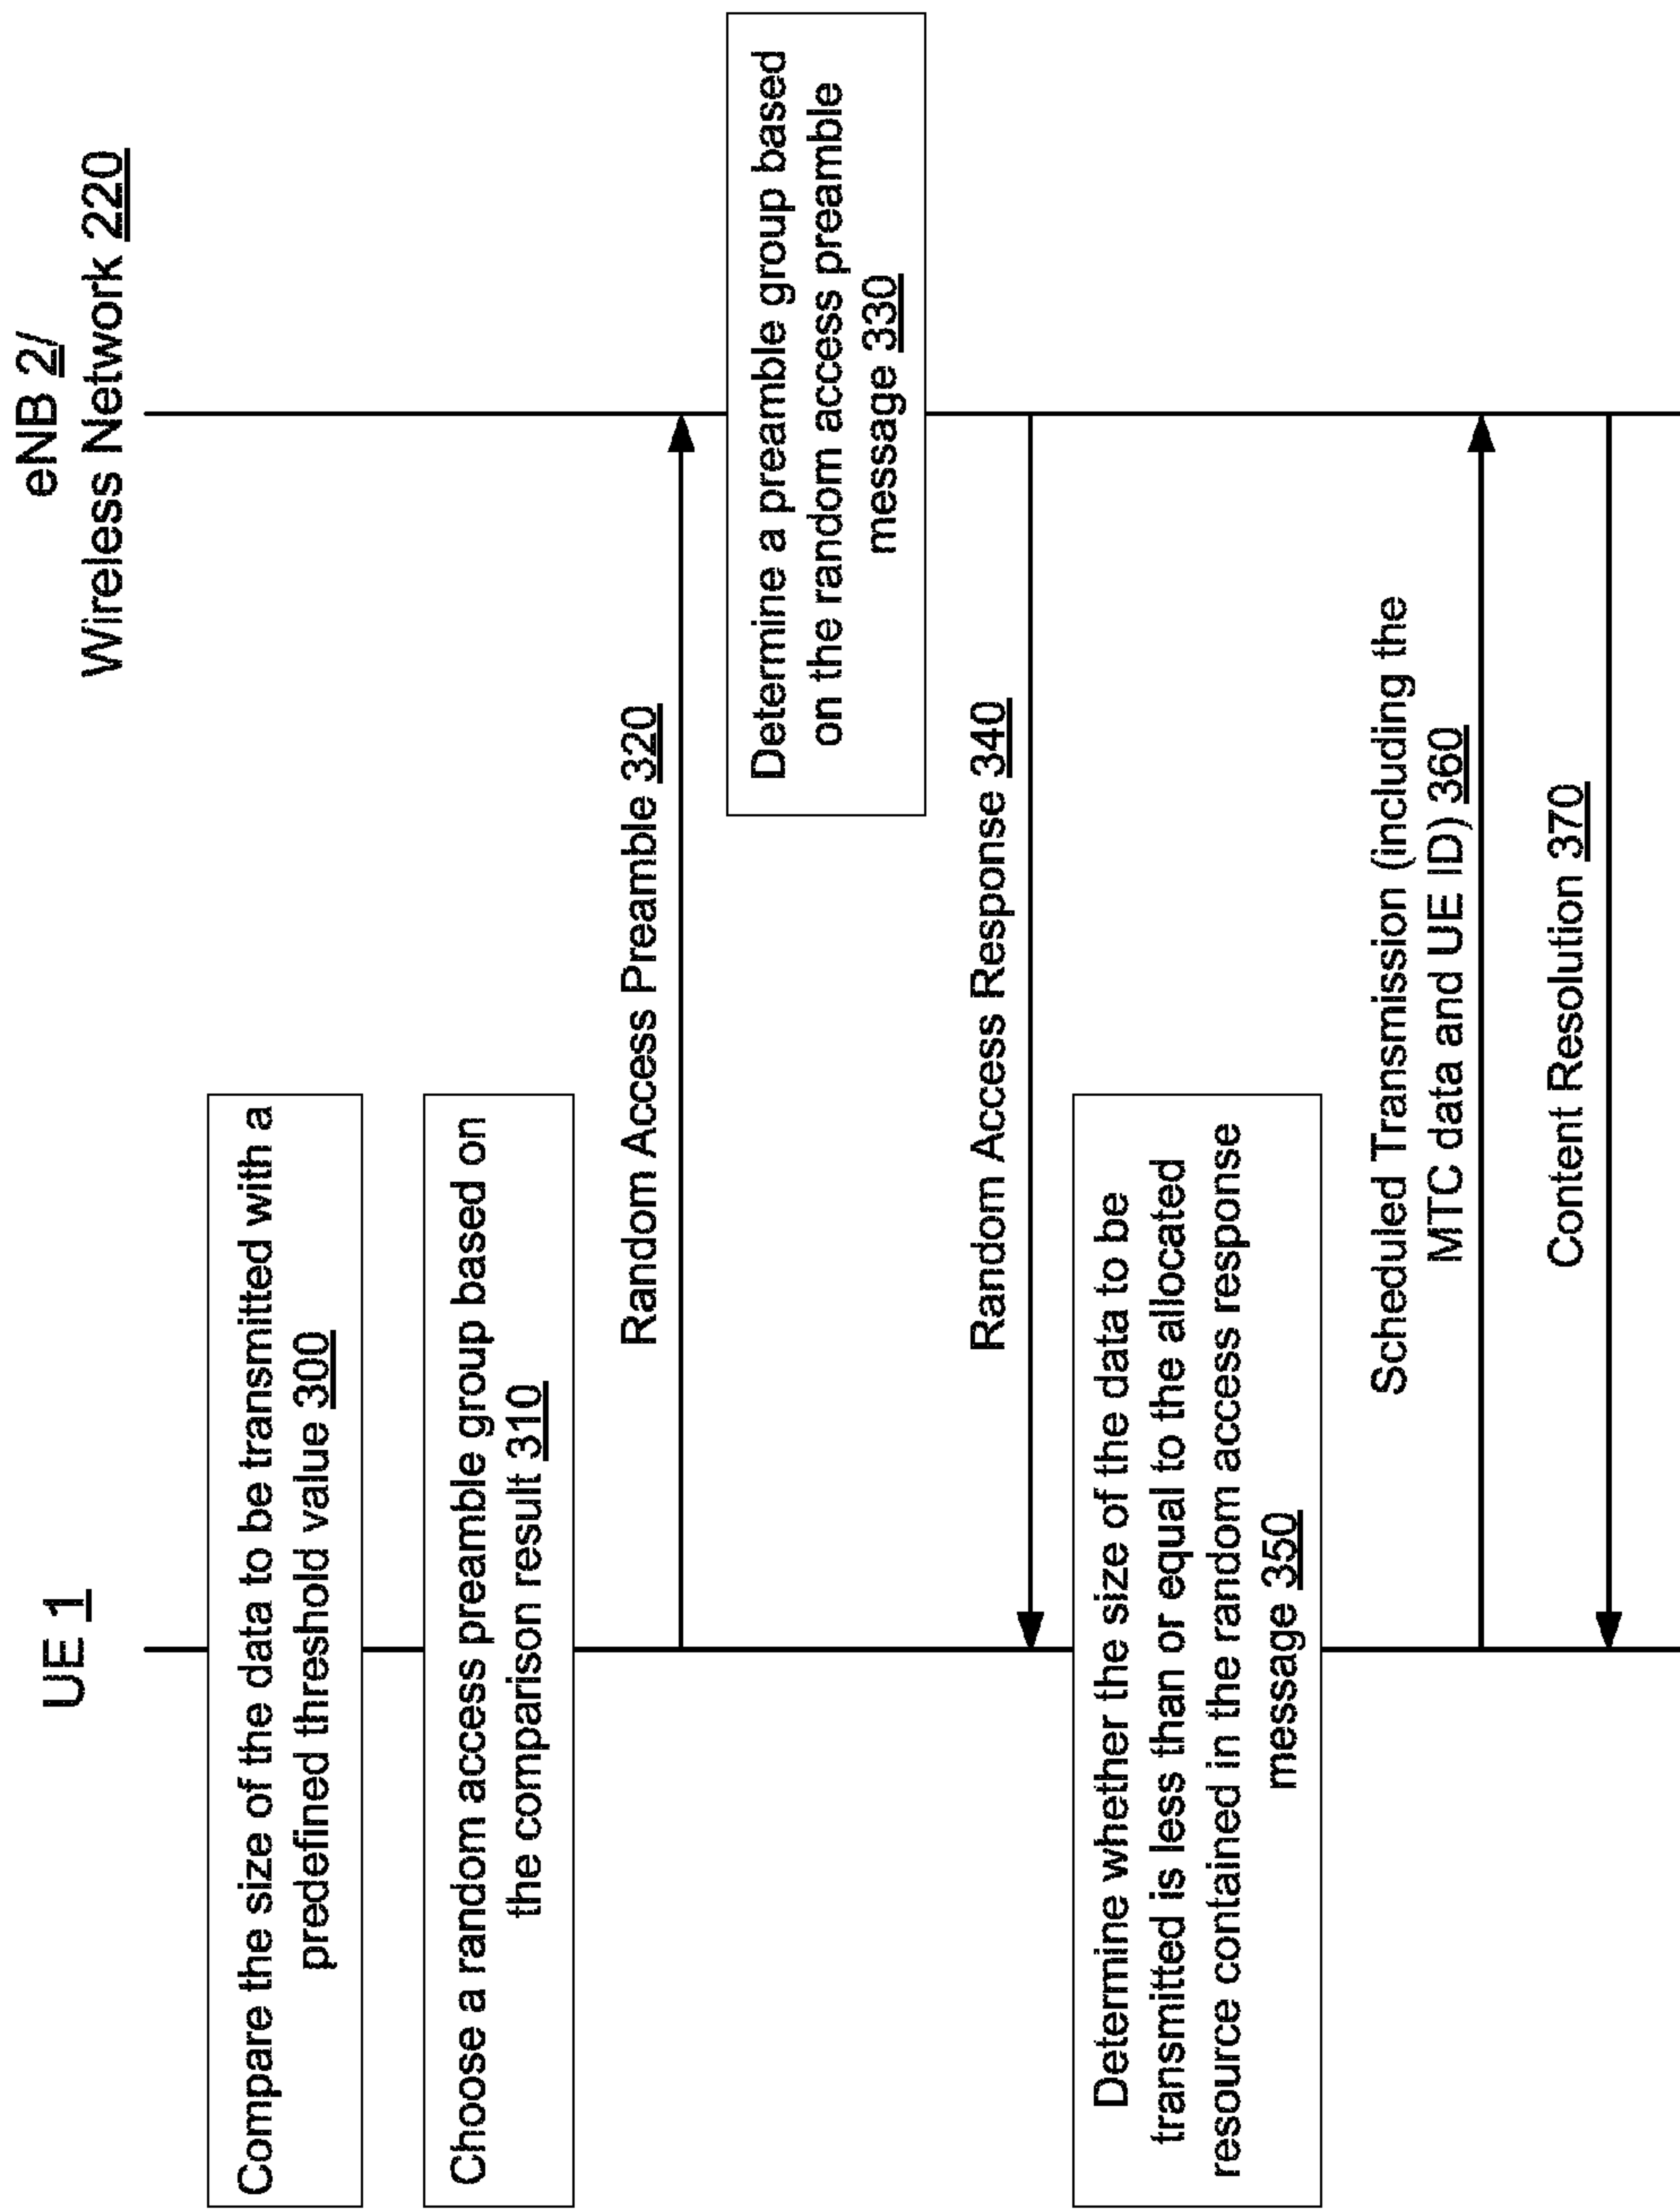 UE 1
eNB 2/
Wireless Network 220
Compare the size of the data to be transmitted with a
predefined threshold value 300
Choose a random access preamble group based on
the comparison result 310
Random Access Preamble 320
Determine a preamble group based
on the random access preamble
message 330
Random Access Response 340
Determine whether the size of the data to be
transmitted is less than or equal to the allocated
resource contained in the random access response
message 350
Scheduled Transmission (including the
MTC data and UE ID) 360
Content Resolution 370